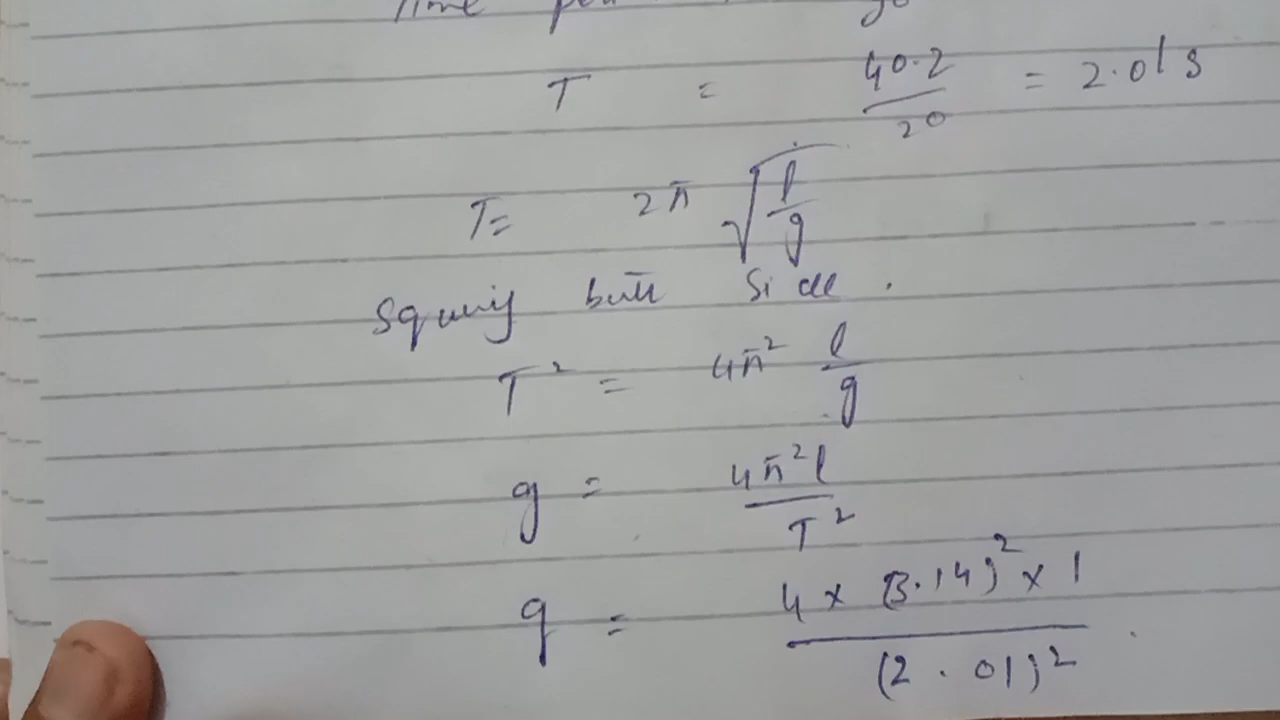 Time
T = 40.2/20 = 2.01 s
T = 2π √(l/g)
Squaring both side.
T² = 4π² l/g
g = 4π²l/T²
g = 4 x (3.14)² x 1/(2.01)²